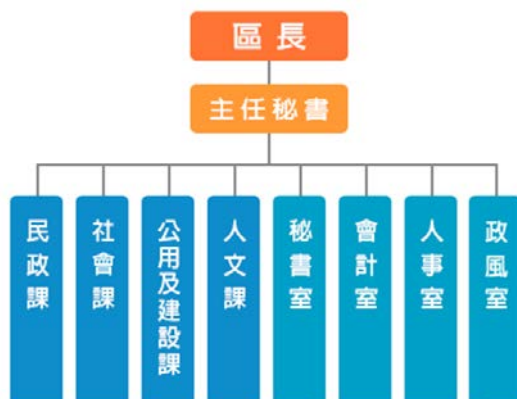 區長
主任秘書
民政課
社會課
公用及建設課
人文課
秘書室
會計室
人事室
政風室